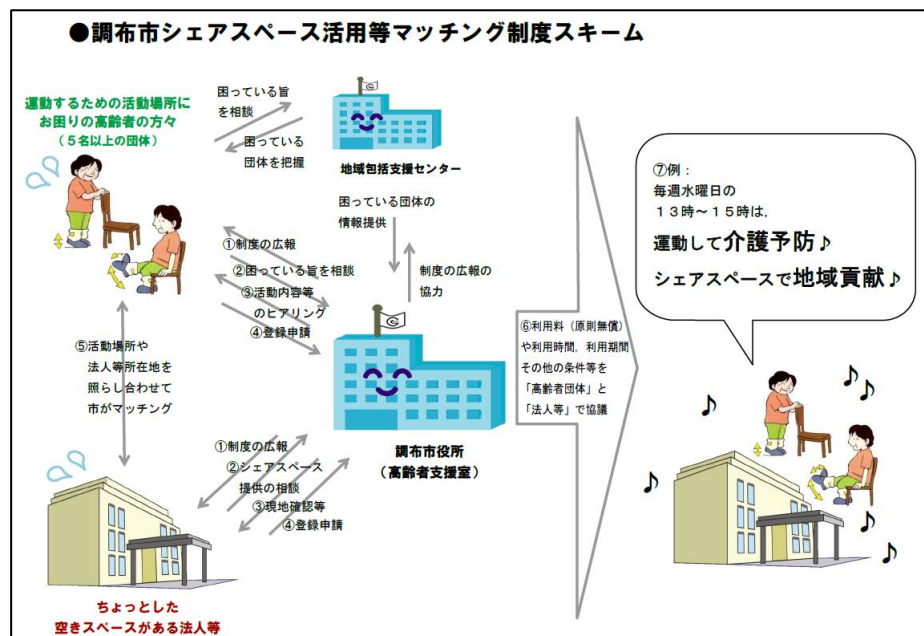 ●調布市シェアスペース活用等マッチング制度スキーム
運動するための活動場所に
お困りの高齢者の方々
（５名以上の団体）
困っている旨
を相談
困っている
団体を把握
地域包括支援センター
困っている団体の
情報提供
制度の広報の
協力
①制度の広報
②困っている旨を相談
③活動内容等
のヒアリング
④登録申請
⑤活動場所や
法人等所在地を
照らし合わせて
市がマッチング
調布市役所
（高齢者支援室）
①制度の広報
②シェアスペース
提供の相談
③現地確認等
④登録申請
ちょっとした
空きスペースがある法人等
⑥利用料（原則無償）
や利用時間，利用期間
その他の条件等を
「高齢者団体」と
「法人等」で協議
⑦例：
毎週水曜日の
１３時～１５時は，
運動して介護予防♪
シェアスペースで地域貢献♪